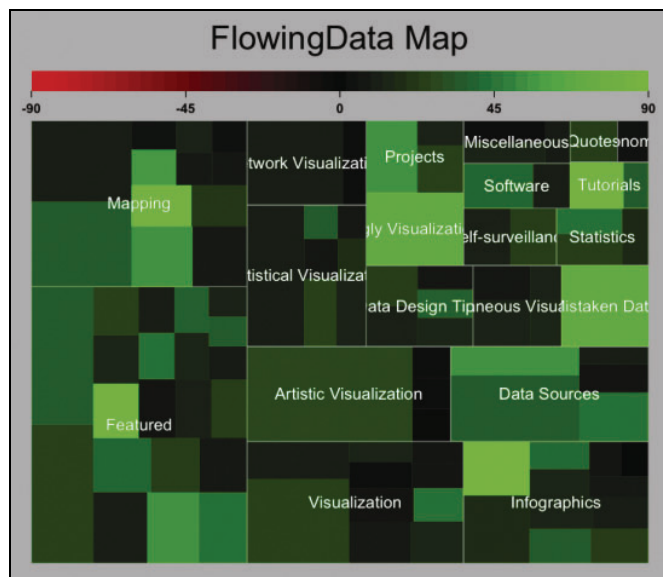 FlowingData Map
-90 -45 0 45 90
twork Visualizati
Projects
Miscellaneous
Quotes
nom
Mapping
Software
Tutorials
gly Visualizati
elf-surveillanc
Statistics
tistical Visualizat
ata Design Tip
neous Visua
istaken Dat
Artistic Visualization
Data Sources
Featured
Visualization
Infographics